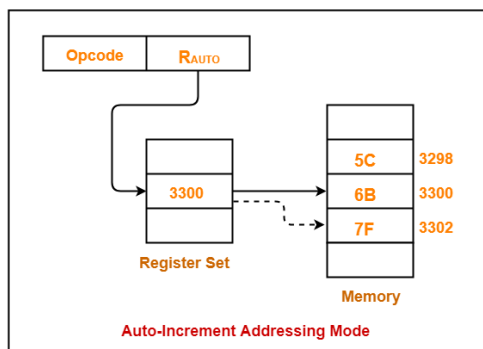 Opcode RAUTO
5C 3298
3300 6B 3300
7F 3302
Register Set
Memory
Auto-Increment Addressing Mode